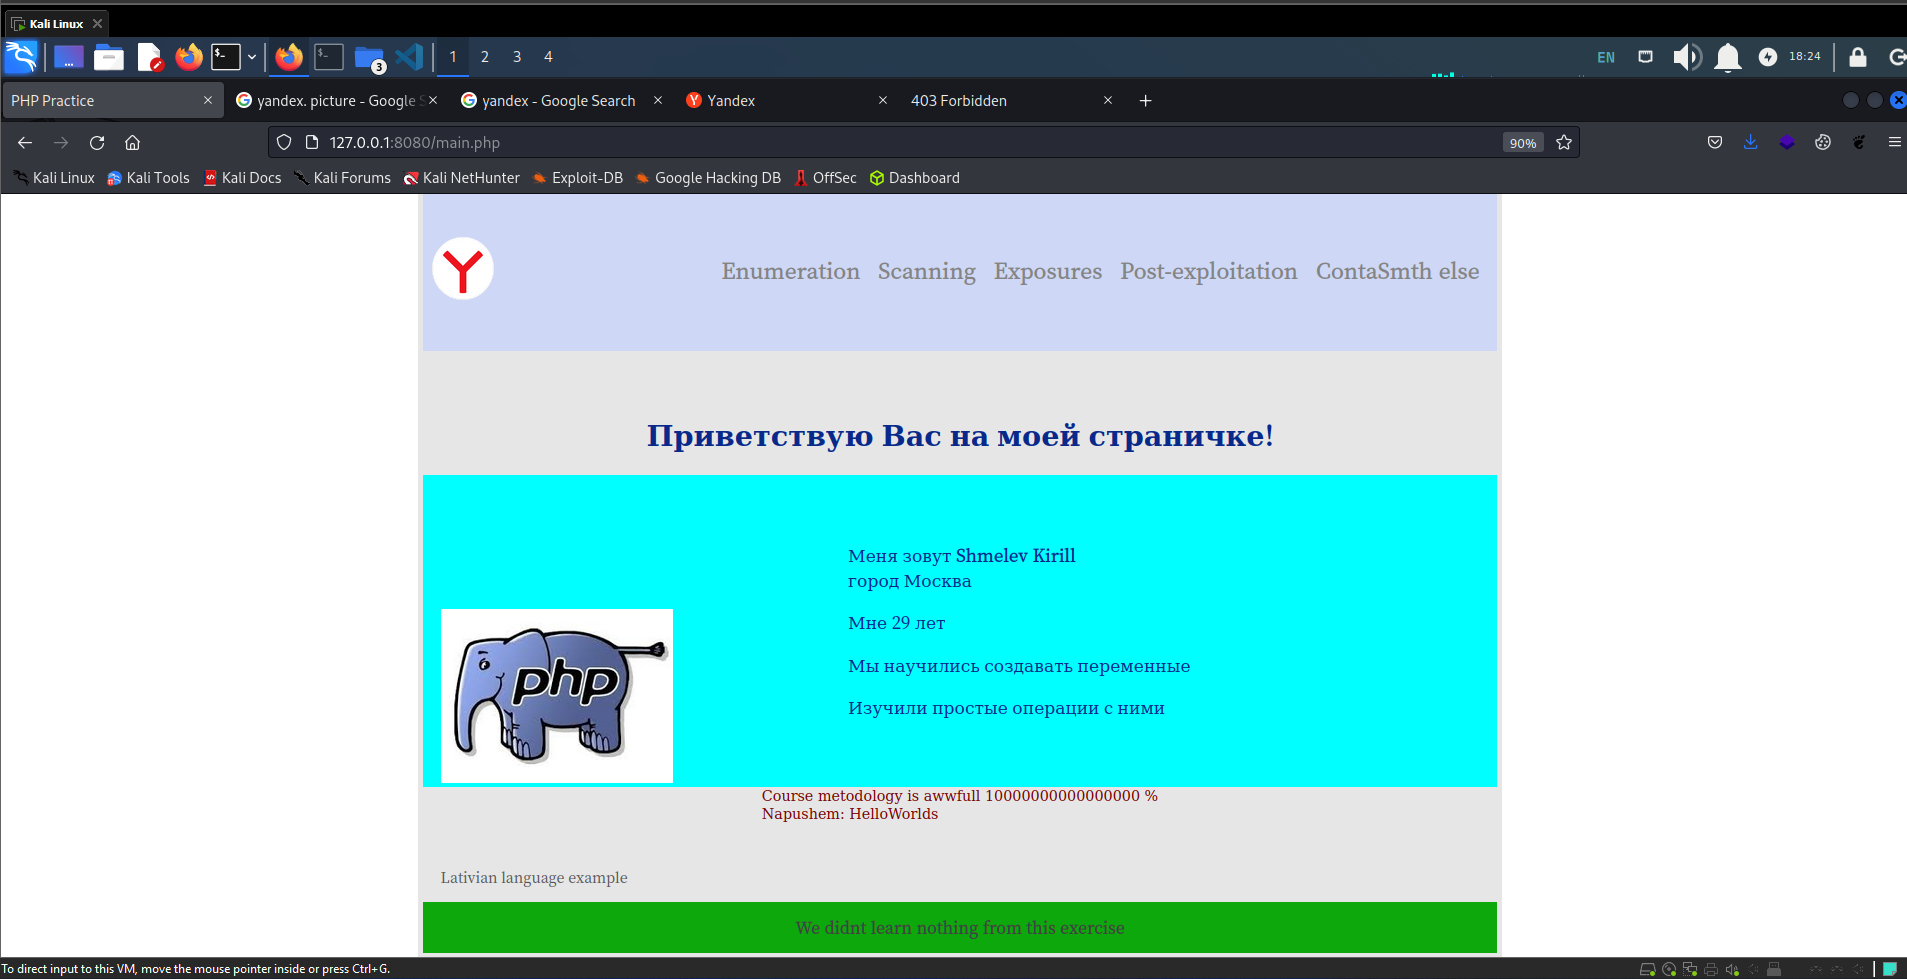 Kali Linux
1 2 3 4
EN
18:24
PHP Practice
yandex. picture - Google S
yandex - Google Search
Yandex
403 Forbidden
127.0.0.1:8080/main.php
90%
Kali Linux Kali Tools Kali Docs Kali Forums Kali NetHunter Exploit-DB Google Hacking DB OffSec Dashboard
Y
Enumeration Scanning Exposures Post-exploitation ContaSmth else
Приветствую Вас на моей страничке!
Меня зовут Shmelev Kirill
город Москва
Мне 29 лет
Мы научились создавать переменные
Изучили простые операции с ними
php
Course metodology is awwfull 10000000000000000 %
Napushem: HelloWorlds
Lativian language example
We didnt learn nothing from this exercise
To direct input to this VM, move the mouse pointer inside or press Ctrl+G.